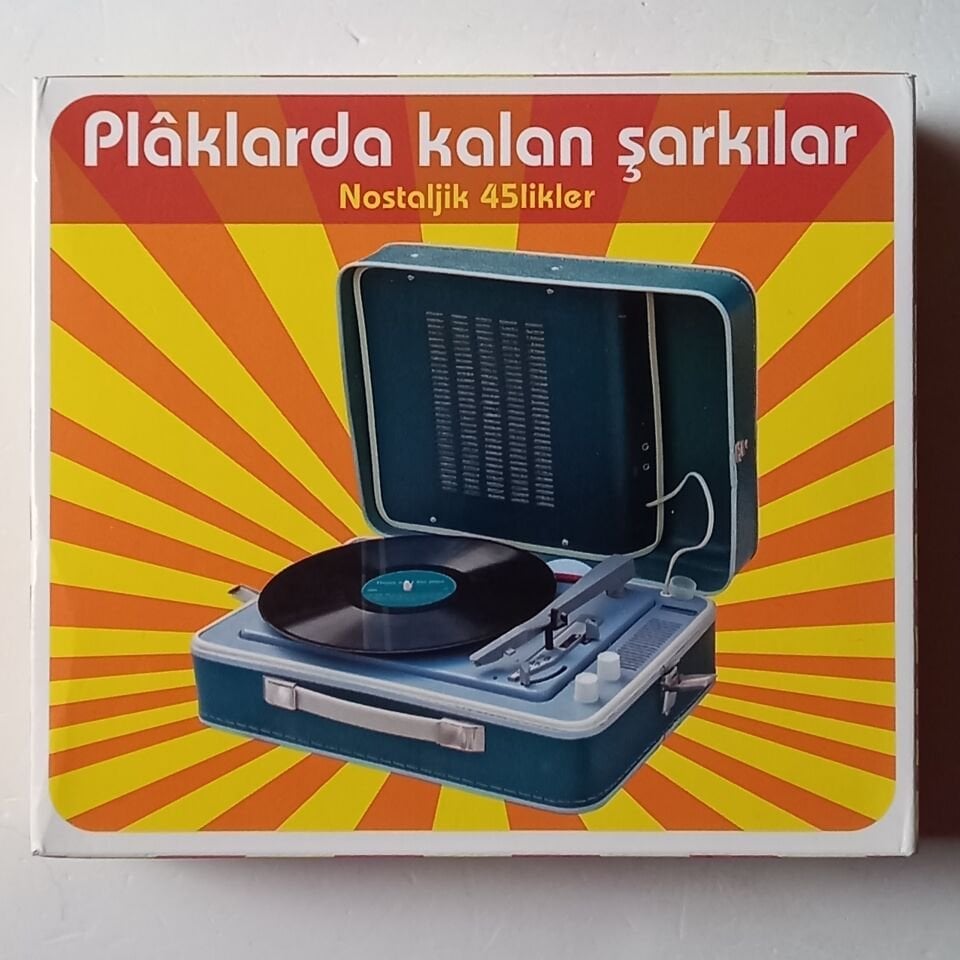 Plâklarda kalan şarkılar
Nostaljik 45likler